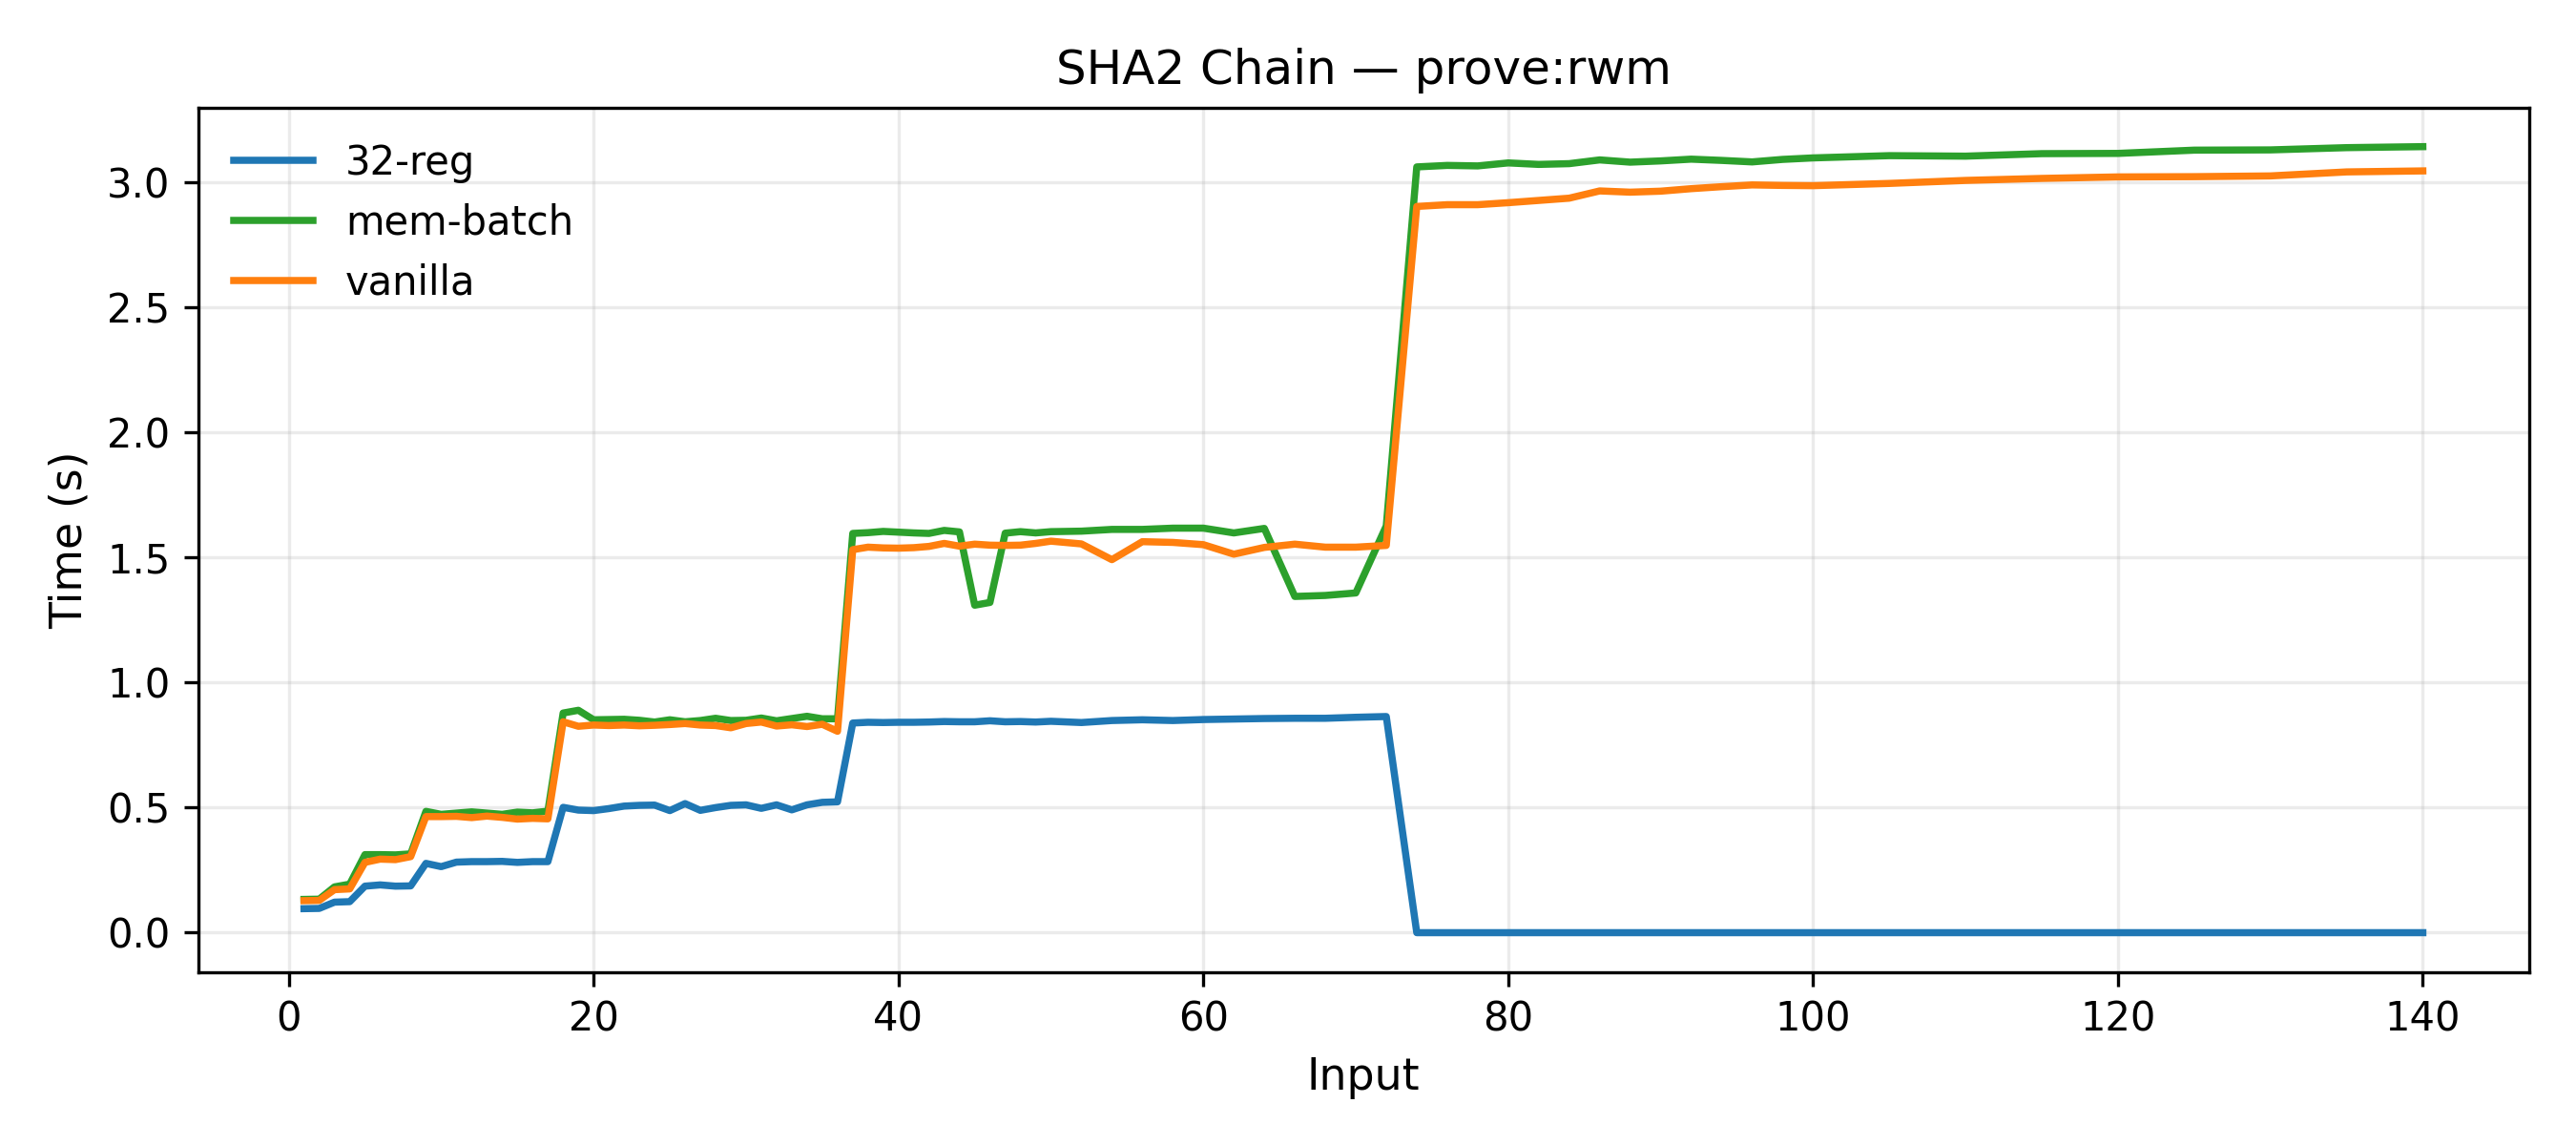 SHA2 Chain — prove:rwm
32-reg
mem-batch
vanilla
Time (s)
3.0
2.5
2.0
1.5
1.0
0.5
0.0
0 20 40 60 80 100 120 140
Input